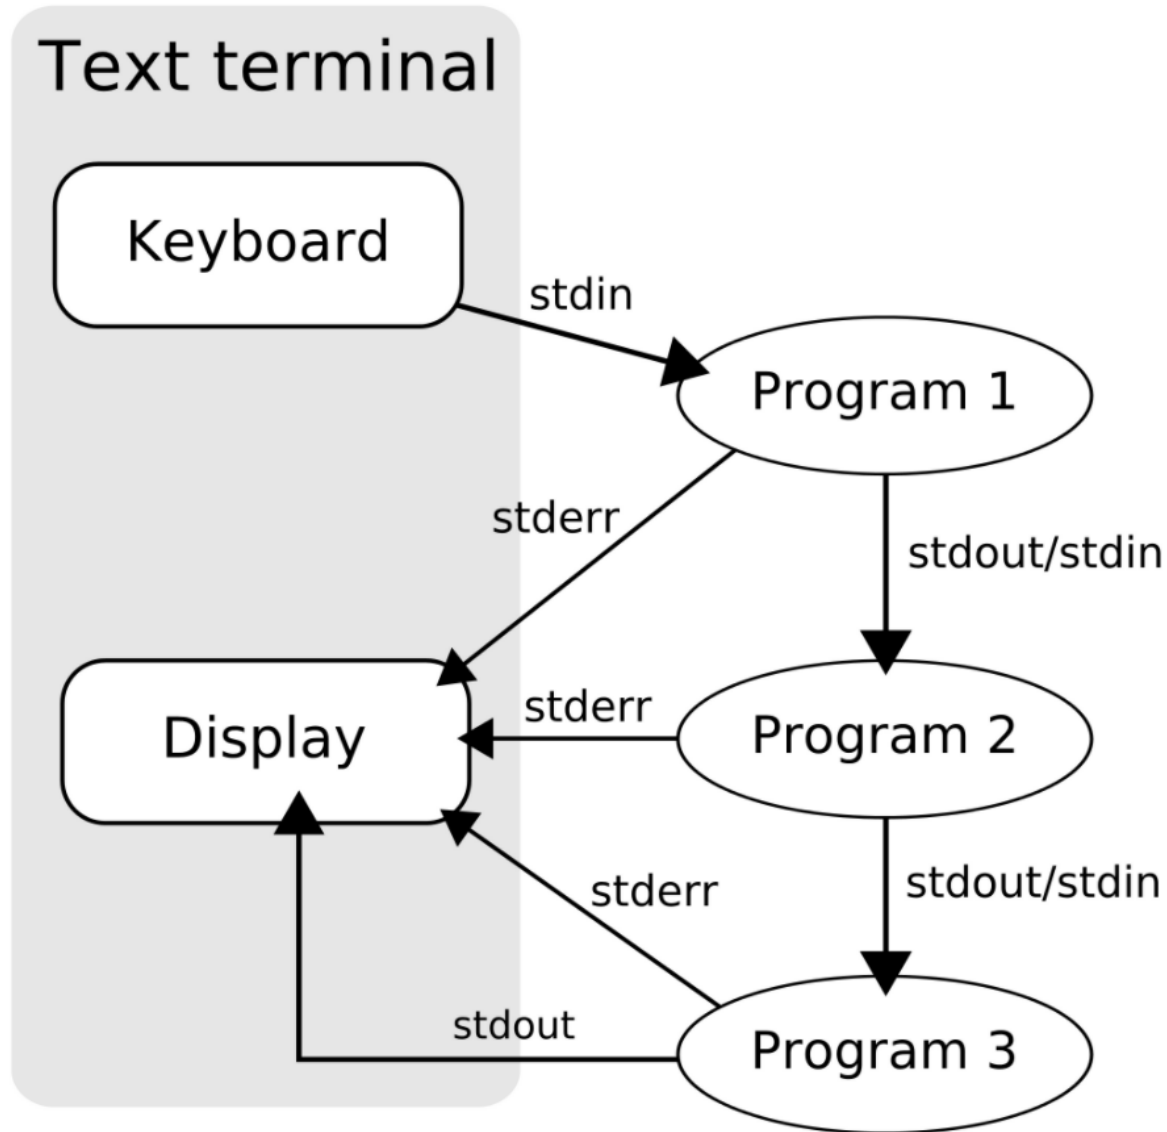 Text terminal
Keyboard
stdin
Program 1
stderr
stdout/stdin
Display
stderr
Program 2
stderr
stdout/stdin
stdout
Program 3